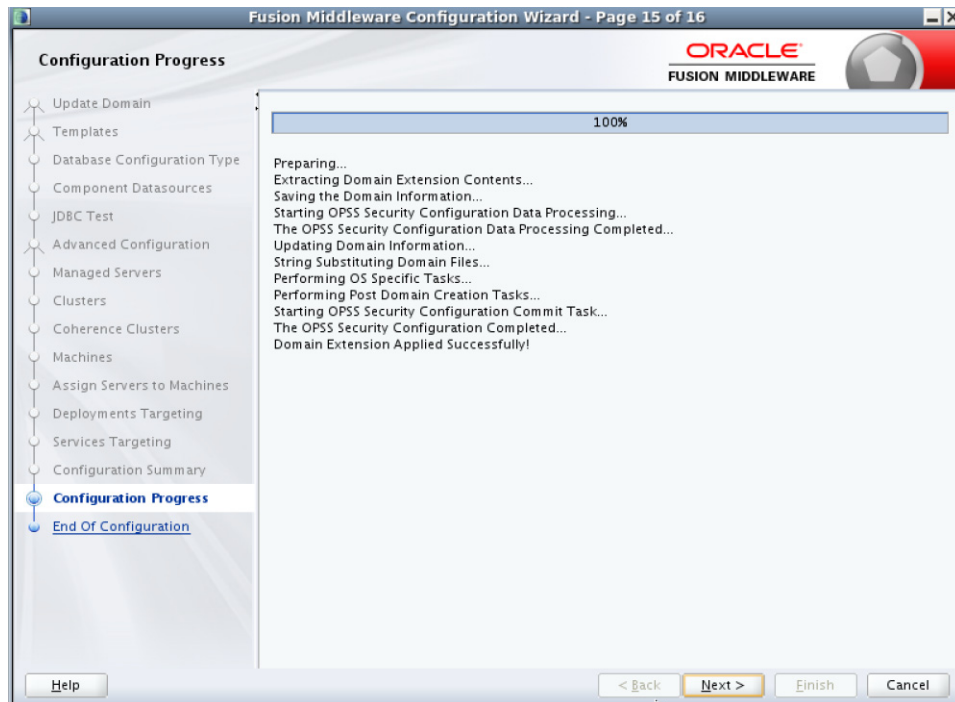 Fusion Middleware Configuration Wizard - Page 15 of 16
Configuration Progress
ORACLE
FUSION MIDDLEWARE
Update Domain
Templates
Database Configuration Type
Component Datasources
JDBC Test
Advanced Configuration
Managed Servers
Clusters
Coherence Clusters
Machines
Assign Servers to Machines
Deployments Targeting
Services Targeting
Configuration Summary
Configuration Progress
End Of Configuration
100%
Preparing...
Extracting Domain Extension Contents...
Saving the Domain Information...
Starting OPSS Security Configuration Data Processing...
The OPSS Security Configuration Data Processing Completed...
Updating Domain Information...
String Substituting Domain Files...
Performing OS Specific Tasks...
Performing Post Domain Creation Tasks...
Starting OPSS Security Configuration Commit Task...
The OPSS Security Configuration Completed...
Domain Extension Applied Successfully!
Help
< Back
Next >
Finish
Cancel